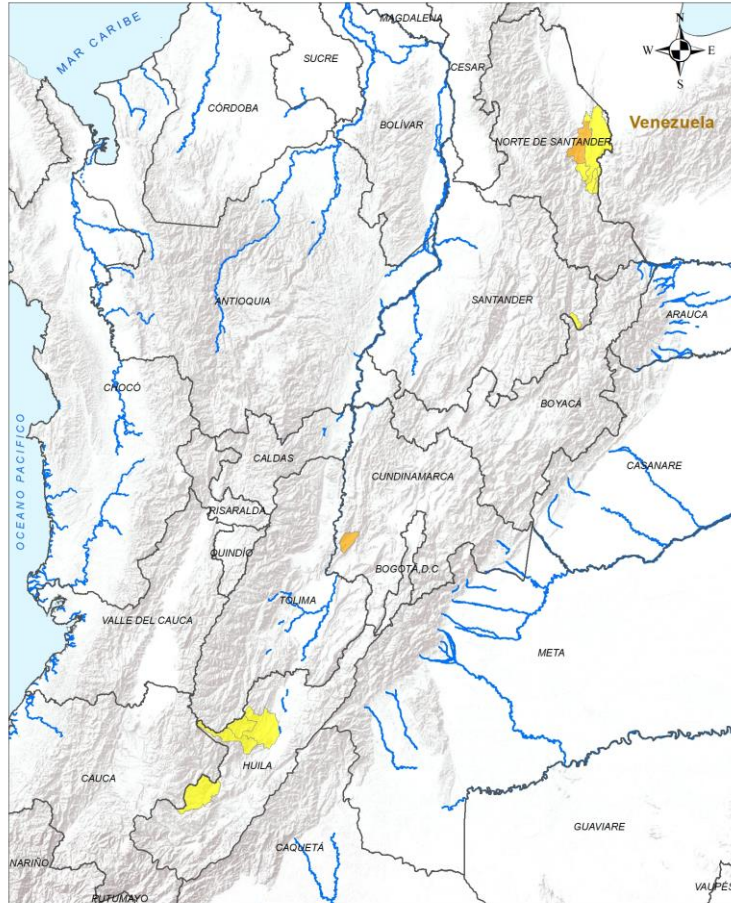 MAGDALENA
N
MAR CARIBE
W
E
S
SUCRE
CESAR
CÓRDOBA
BOLÍVAR
Venezuela
NORTE DE SANTANDER
ANTIOQUIA
SANTANDER
ARAUCA
CHOCÓ
BOYACÁ
OCEANO PACIFICO
CALDAS
CUNDINAMARCA
CASANARE
RISARALDA
QUINDÍO
BOGOTÁ, D.C
TOLIMA
VALLE DEL CAUCA
META
HUILA
CAUCA
GUAVIARE
CAQUETÁ
NARIÑO
PUTUMAYO
VAUPÉS